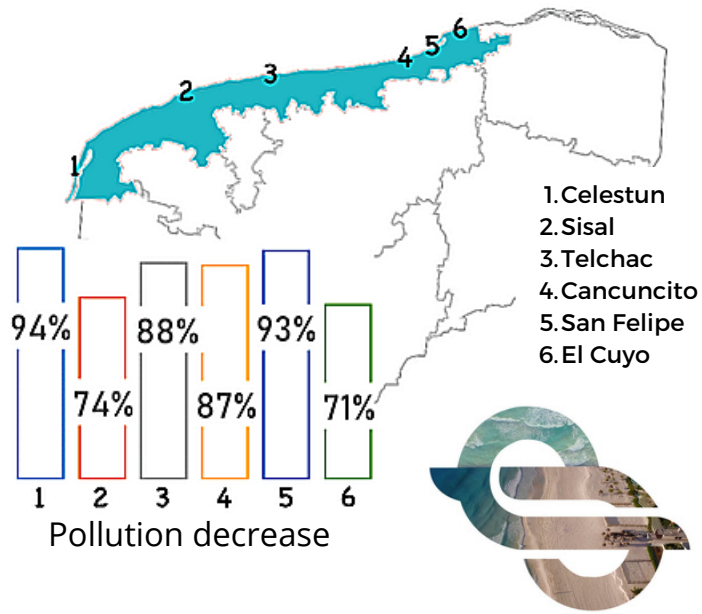 6
5
4
3
2
1
1.Celestun
2.Sisal
3.Telchac
4.Cancuncito
5.San Felipe
6.El Cuyo
94% 88% 93%
74% 87% 71%
1 2 3 4 5 6
Pollution decrease